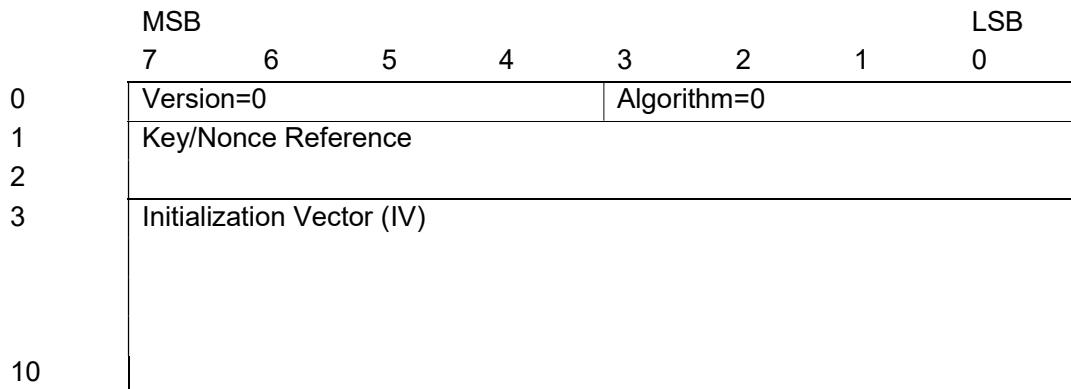 MSB LSB
7 6 5 4 3 2 1 0
0 Version=0 Algorithm=0
1 Key/Nonce Reference
2
3 Initialization Vector (IV)
10